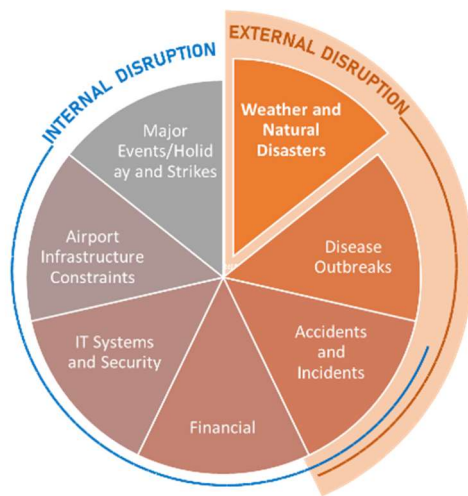 INTERNAL DISRUPTION
EXTERNAL DISRUPTION
Weather and
Natural
Disasters
Disease
Outbreaks
Accidents
and
Incidents
Financial
IT Systems
and Security
Airport
Infrastructure
Constraints
Major
Events/Holid
ay and Strikes